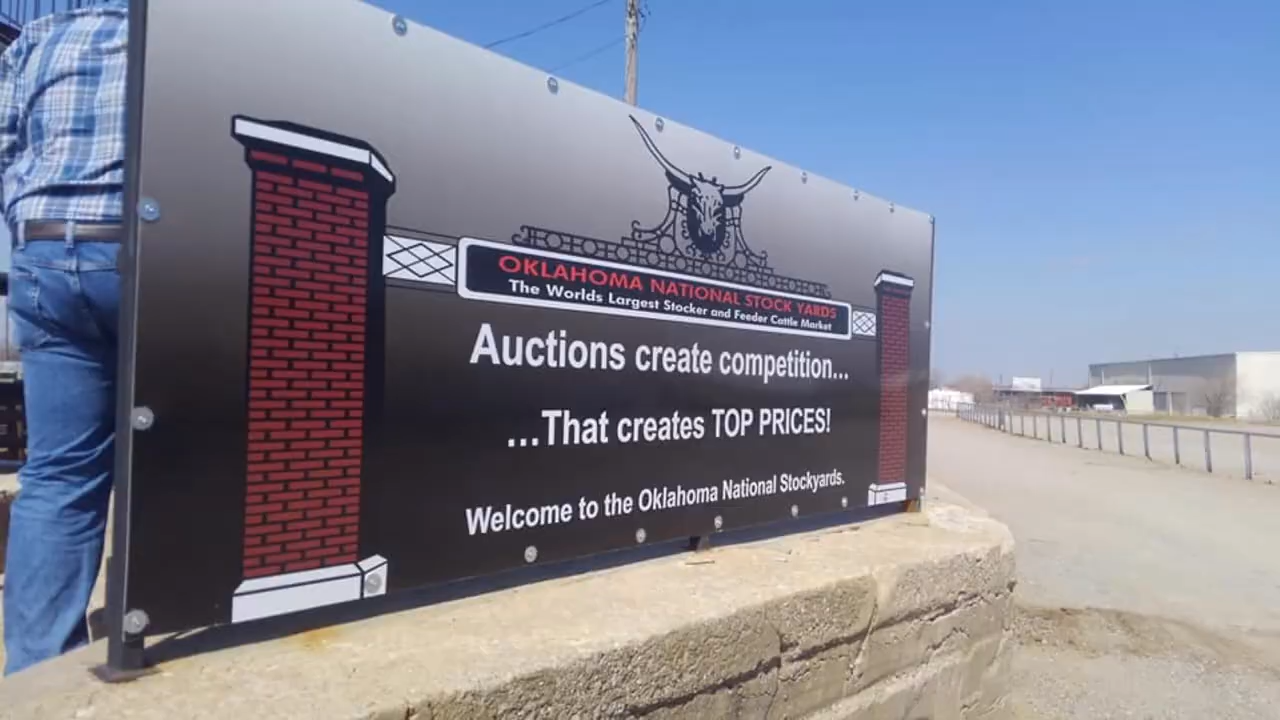 OKLAHOMA NATIONAL STOCK YARDS
The Worlds Largest Stocker and Feeder Cattle Market
Auctions create competition...
...That creates TOP PRICES!
Welcome to the Oklahoma National Stockyards.